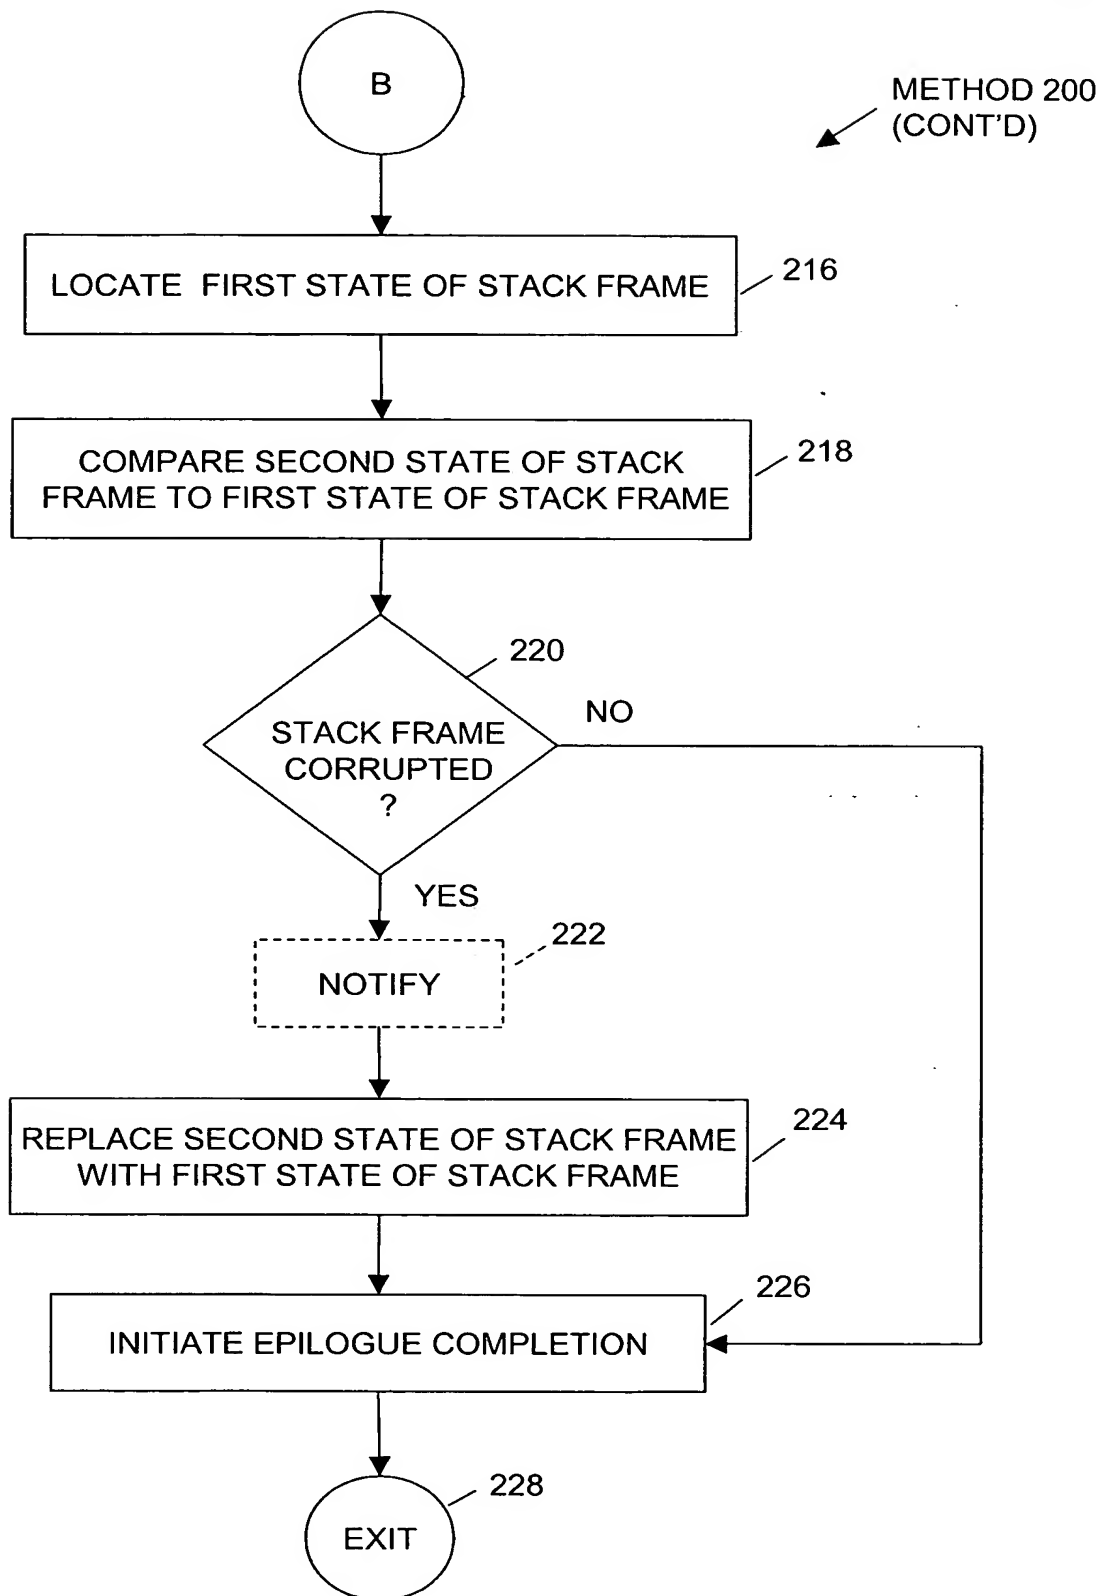 B
METHOD 200
(CONT'D)
LOCATE FIRST STATE OF STACK FRAME
216
COMPARE SECOND STATE OF STACK
FRAME TO FIRST STATE OF STACK FRAME
218
220
STACK FRAME
CORRUPTED
?
NO
YES
222
NOTIFY
REPLACE SECOND STATE OF STACK FRAME
WITH FIRST STATE OF STACK FRAME
224
226
INITIATE EPILOGUE COMPLETION
228
EXIT